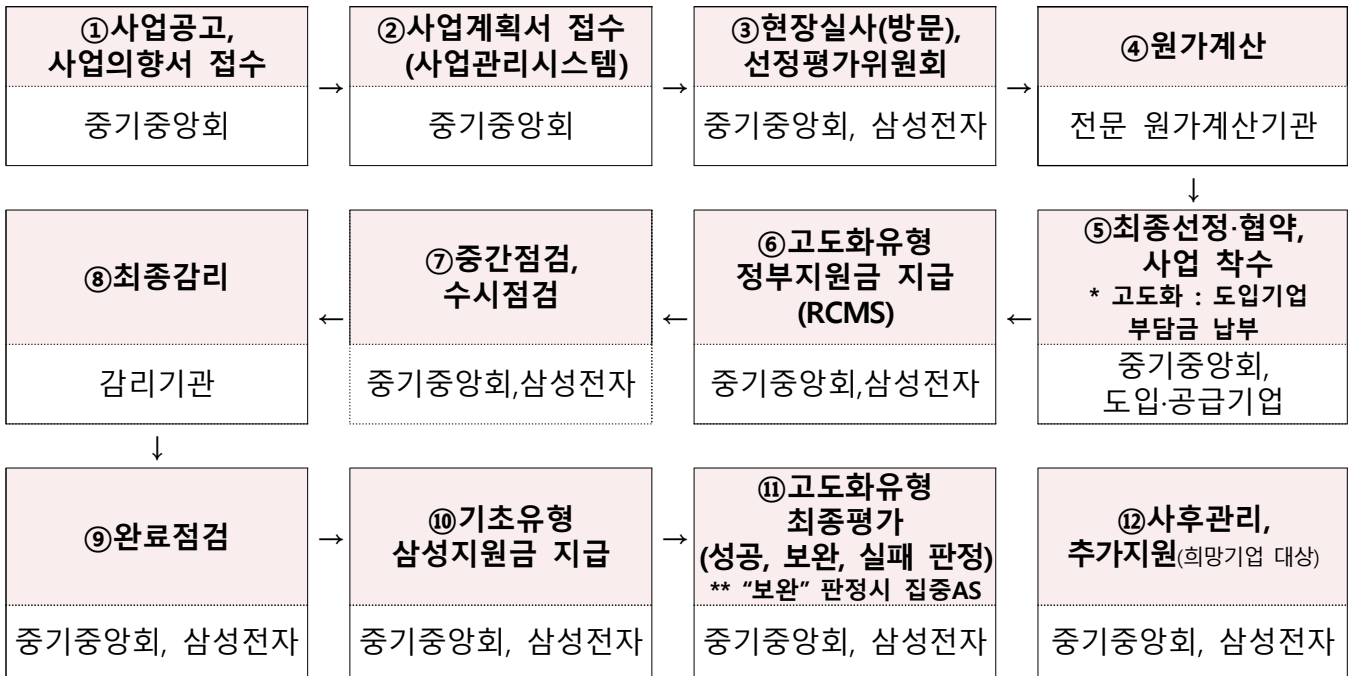 ①사업공고,
사업의향서 접수
중기중앙회
→
②사업계획서 접수
(사업관리시스템)
중기중앙회
→
③현장실사(방문),
선정평가위원회
중기중앙회, 삼성전자
→
④원가계산
전문 원가계산기관
↓
⑤최종선정·협약,
사업 착수
* 고도화 : 도입기업
부담금 납부
중기중앙회,
도입·공급기업
←
⑥고도화유형
정부지원금 지급
(RCMS)
중기중앙회,삼성전자
←
⑦중간점검,
수시점검
중기중앙회,삼성전자
←
⑧최종감리
감리기관
↓
⑨완료점검
중기중앙회, 삼성전자
→
⑩기초유형
삼성지원금 지급
중기중앙회, 삼성전자
→
⑪고도화유형
최종평가
(성공, 보완, 실패 판정)
** “보완” 판정시 집중AS
중기중앙회, 삼성전자
⑫사후관리,
추가지원(희망기업 대상)
중기중앙회, 삼성전자